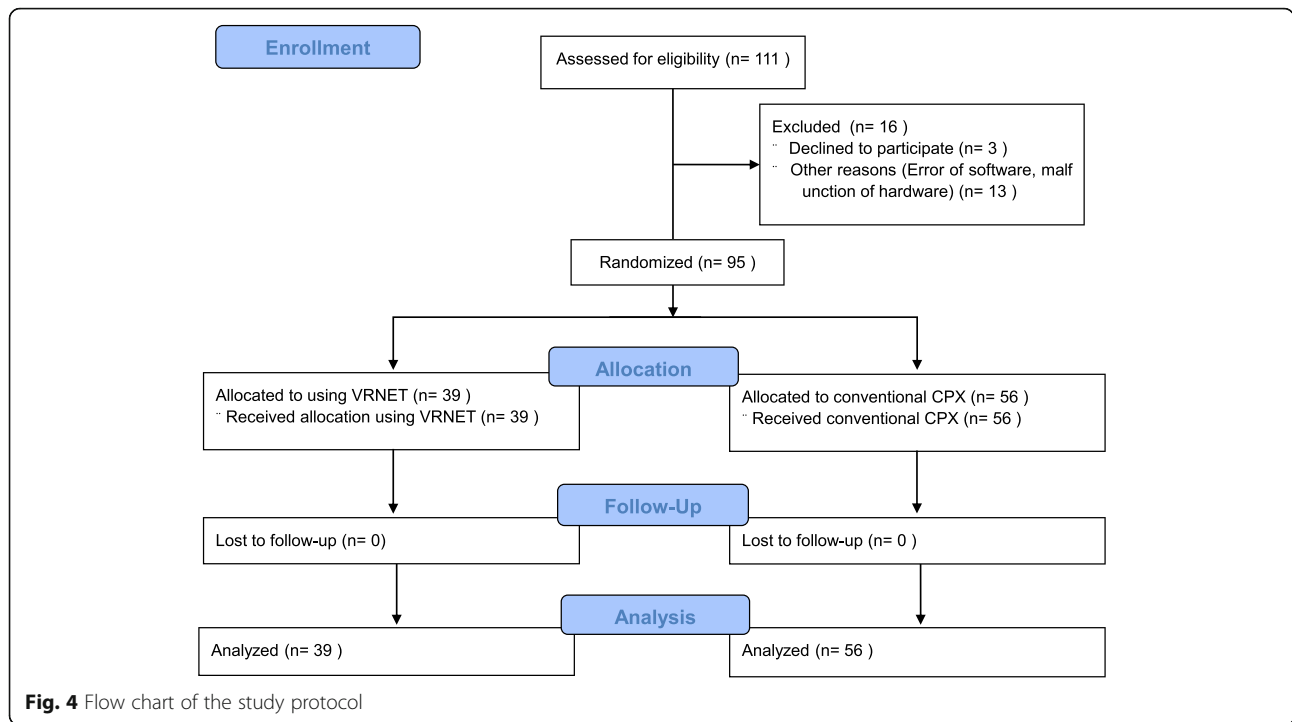 Enrollment
Assessed for eligibility (n= 111 )
Excluded (n= 16 )
¨ Declined to participate (n= 3 )
¨ Other reasons (Error of software, malf
unction of hardware) (n= 13 )
Randomized (n= 95 )
Allocation
Allocated to using VRNET (n= 39 )
¨ Received allocation using VRNET (n= 39 )
Allocated to conventional CPX (n= 56 )
¨ Received conventional CPX (n= 56 )
Follow-Up
Lost to follow-up (n= 0)
Lost to follow-up (n= 0 )
Analysis
Analyzed (n= 39 )
Analyzed (n= 56 )
Fig. 4 Flow chart of the study protocol